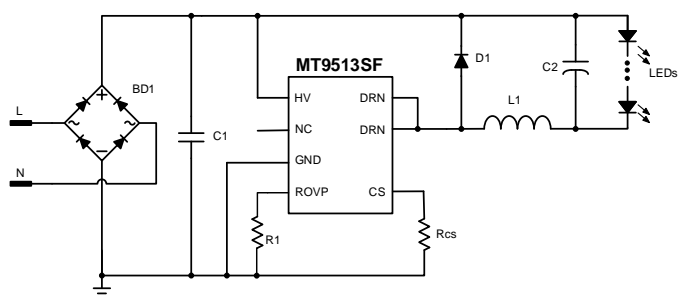 MT9513SF
BD1
L
N
C1
HV
NC
GND
ROVP
DRN
DRN
CS
R1
Rcs
D1
L1
C2
LEDs